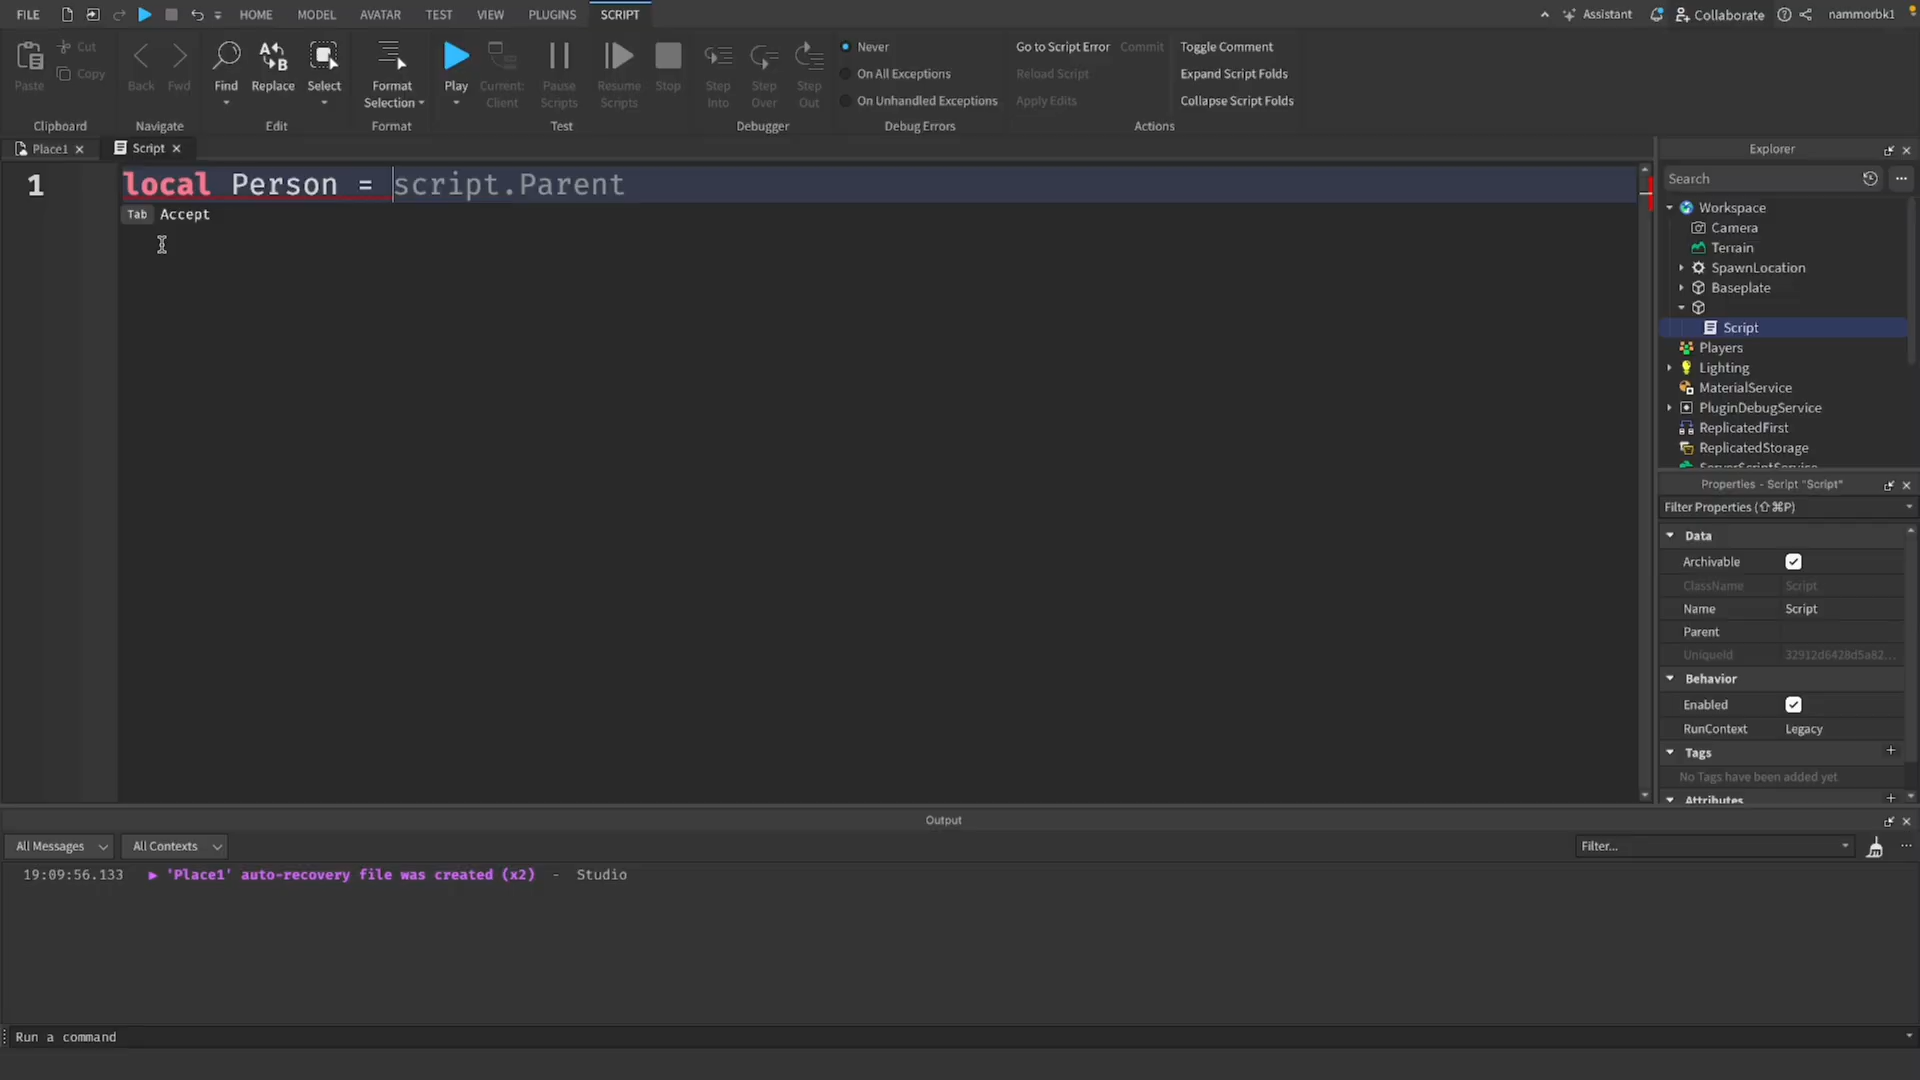 FILE HOME MODEL AVATAR TEST VIEW PLUGINS SCRIPT Assistant Collaborate nammorbk1
Paste Cut Copy Back Fwd Find Replace Select Format Selection Play Current: Client Pause Scripts Resume Scripts Stop Step Into Step Over Step Out
Never
On All Exceptions
On Unhandled Exceptions
Go to Script Error Commit
Reload Script
Apply Edits
Toggle Comment
Expand Script Folds
Collapse Script Folds
Clipboard Navigate Edit Format Test Debugger Debug Errors Actions
Place1 Script
1 local Person = script.Parent
Tab Accept
Explorer
Search
Workspace
Camera
Terrain
SpawnLocation
Baseplate
Script
Players
Lighting
MaterialService
PluginDebugService
ReplicatedFirst
ReplicatedStorage
ServerScriptService
Properties - Script "Script"
Filter Properties (⇧⌘P)
Data
Archivable
ClassName Script
Name Script
Parent
UniqueId 32912d6428d5a82...
Behavior
Enabled
RunContext Legacy
Tags
No Tags have been added yet
Attributes
Output
All Messages All Contexts Filter...
19:09:56.133 ▶ 'Place1' auto-recovery file was created (x2) - Studio
Run a command